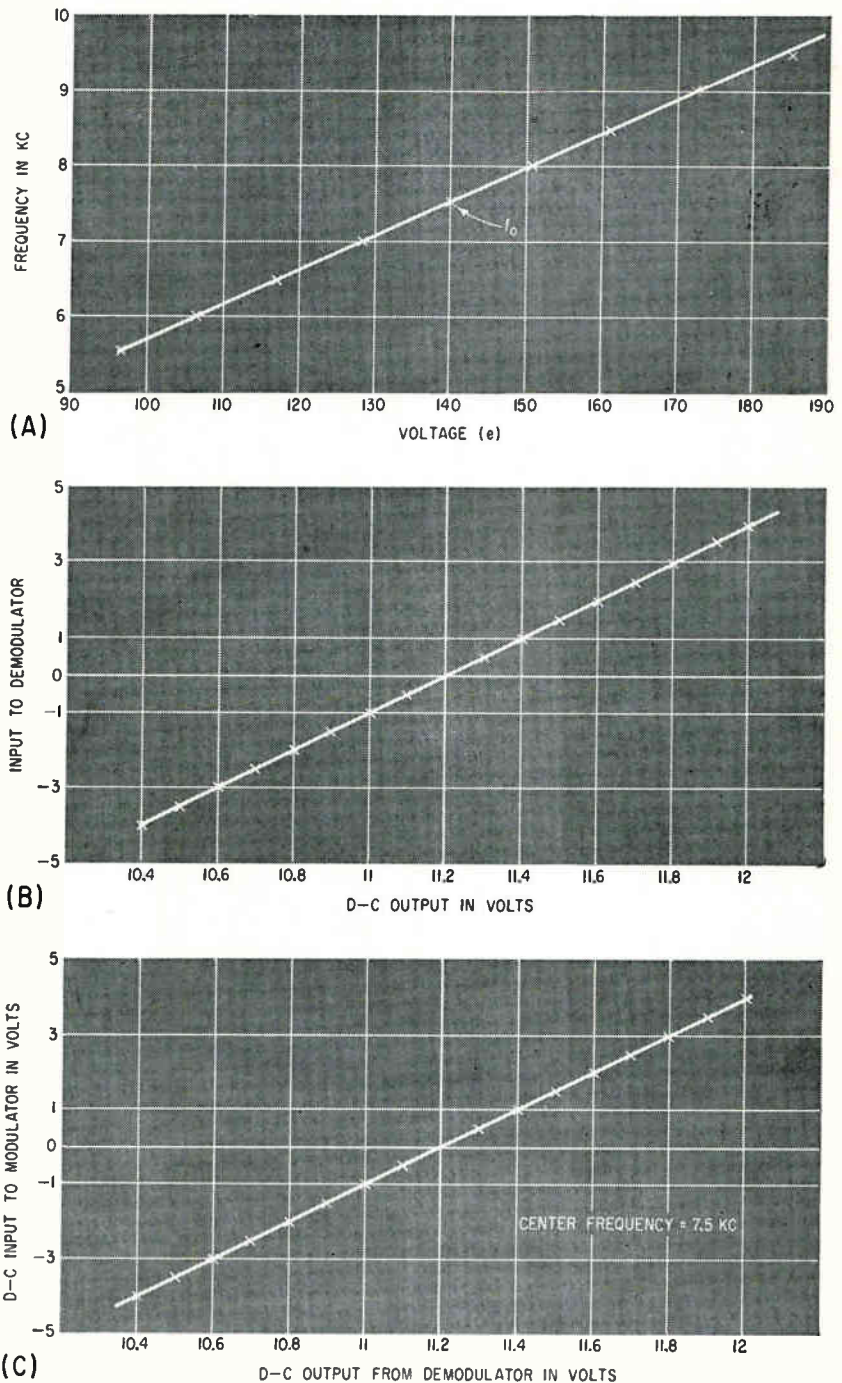 10
9
8
7
6
5
FREQUENCY IN KC
f₀
90 100 110 120 130 140 150 160 170 180 190
VOLTAGE (e)
(A)
5
3
1
0
-1
-3
-5
INPUT TO DEMODULATOR
10.4 10.6 10.8 11 11.2 11.4 11.6 11.8 12
D-C OUTPUT IN VOLTS
(B)
5
3
1
0
-1
-3
-5
D-C INPUT TO MODULATOR IN VOLTS
CENTER FREQUENCY = 7.5 KC
10.4 10.6 10.8 11 11.2 11.4 11.6 11.8 12
D-C OUTPUT FROM DEMODULATOR IN VOLTS
(C)